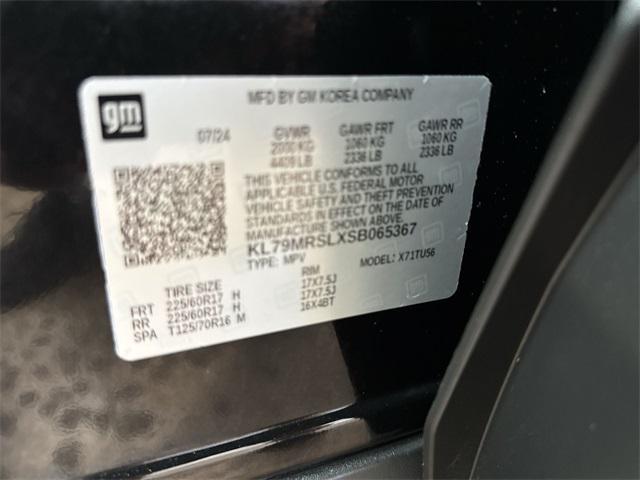 gm
MFD BY GM KOREA COMPANY
07/24 GVWR GAWR FRT GAWR RR
2000 KG 1060 KG 1060 KG
4409 LB 2336 LB 2336 LB
THIS VEHICLE CONFORMS TO ALL
APPLICABLE U.S. FEDERAL MOTOR
VEHICLE SAFETY AND THEFT PREVENTION
STANDARDS IN EFFECT ON THE DATE OF
MANUFACTURE SHOWN ABOVE.
KL79MRSLXSB065367
TYPE: MPV MODEL: X71TU56
TIRE SIZE RIM
FRT 225/60R17 H 17X7.5J
RR 225/60R17 H 17X7.5J
SPA T125/70R16 M 16X4BT